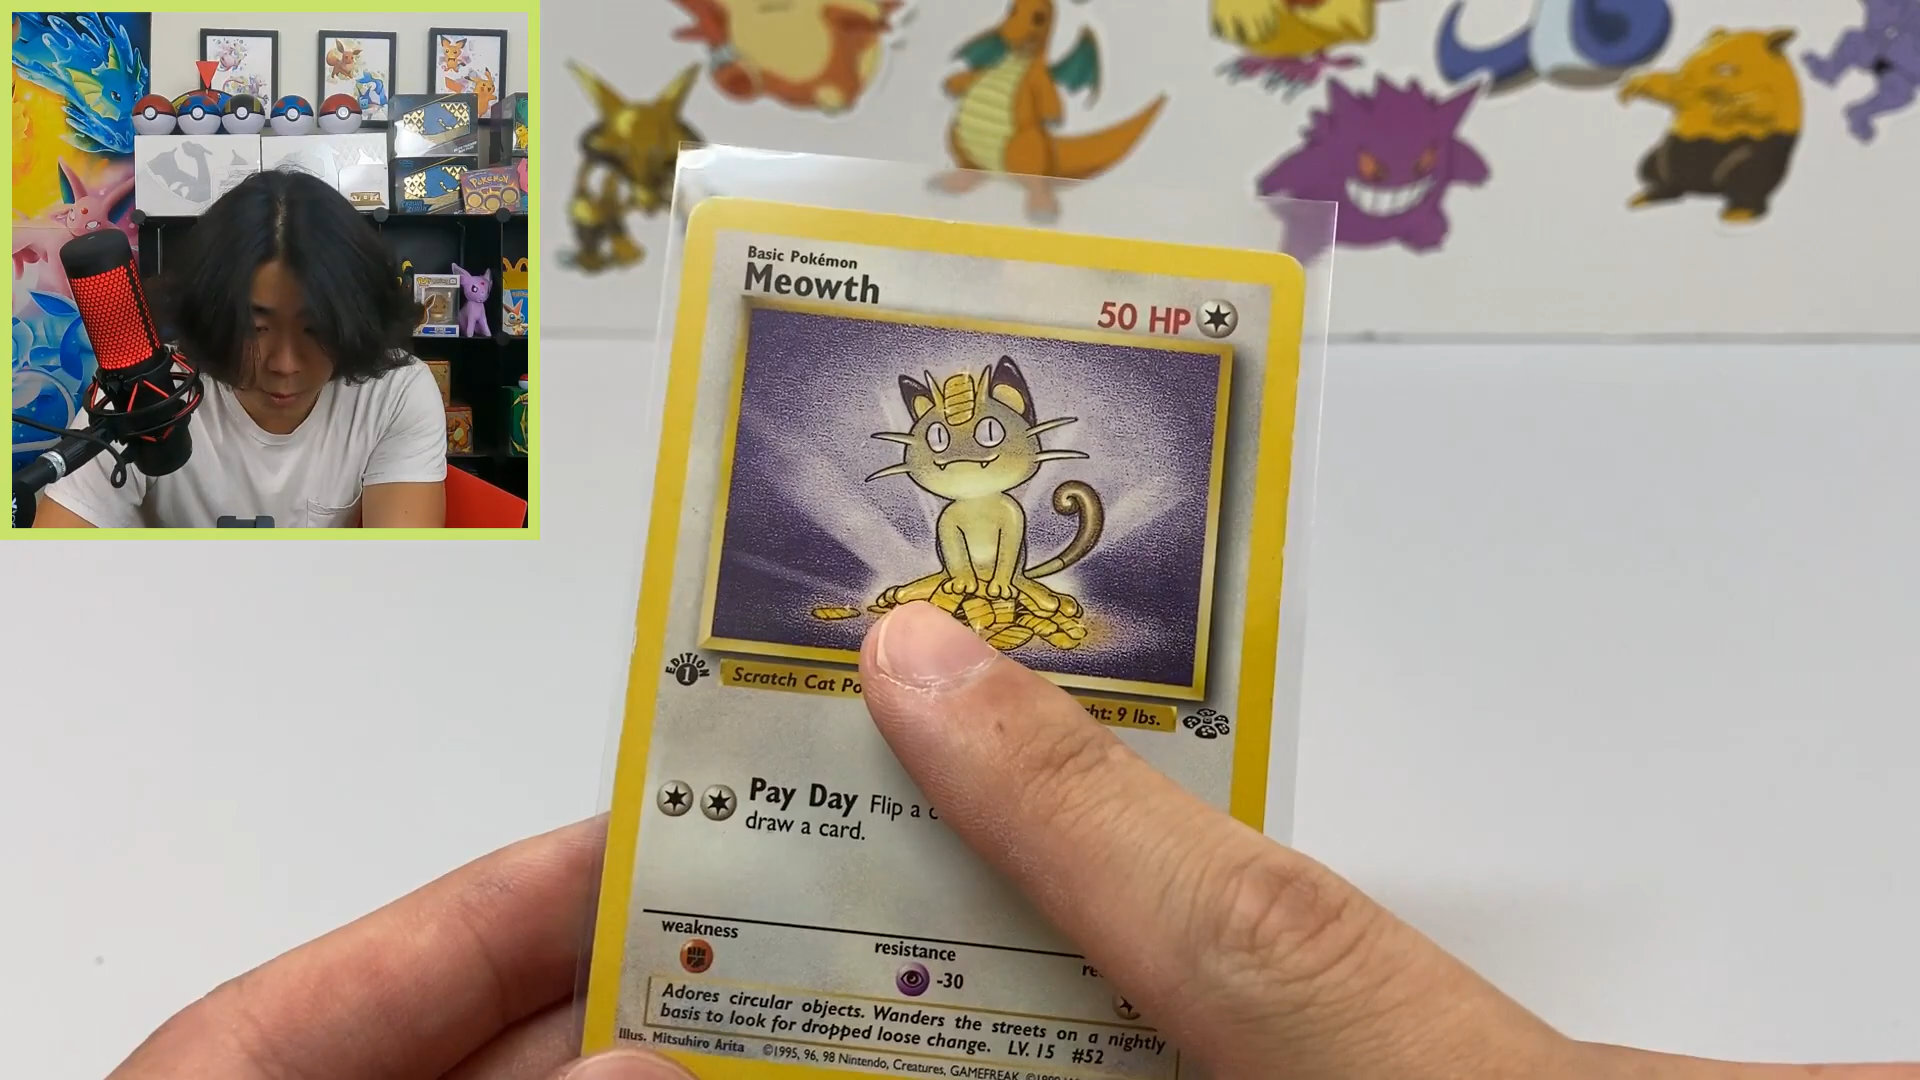 POKÉMON
Basic Pokémon
Meowth
50 HP
EDITION
1
Scratch Cat
ht: 9 lbs.
Pay Day Flip a
draw a card.
weakness
resistance
-30
Adores circular objects. Wanders the streets on a nightly
basis to look for dropped loose change. LV. 15 #52
Illus. Mitsuhiro Arita ©1995, 96, 98 Nintendo, Creatures, GAMEFREAK.